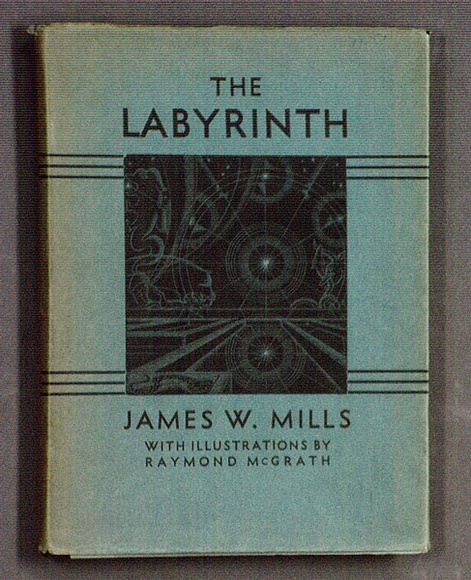 THE
LABYRINTH
JAMES W. MILLS
WITH ILLUSTRATIONS BY
RAYMOND McGRATH